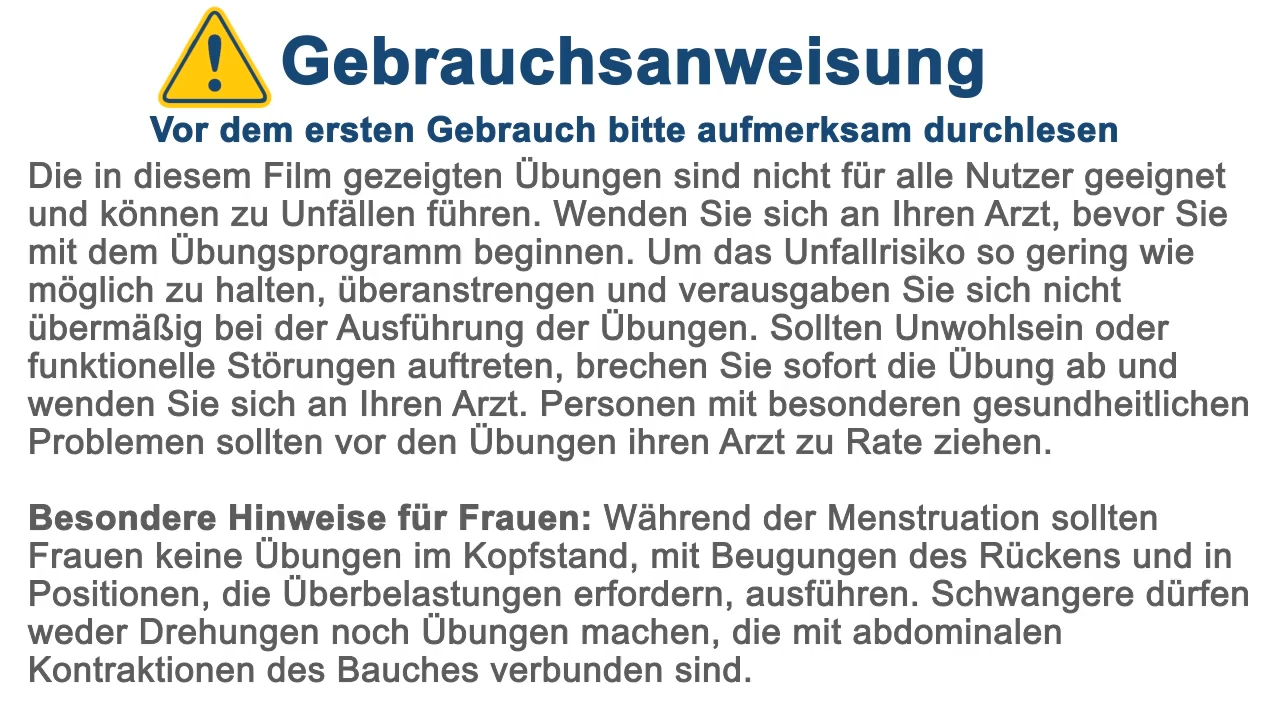 Gebrauchsanweisung
Vor dem ersten Gebrauch bitte aufmerksam durchlesen
Die in diesem Film gezeigten Übungen sind nicht für alle Nutzer geeignet
und können zu Unfällen führen. Wenden Sie sich an Ihren Arzt, bevor Sie
mit dem Übungsprogramm beginnen. Um das Unfallrisiko so gering wie
möglich zu halten, überanstrengen und verausgaben Sie sich nicht
übermäßig bei der Ausführung der Übungen. Sollten Unwohlsein oder
funktionelle Störungen auftreten, brechen Sie sofort die Übung ab und
wenden Sie sich an Ihren Arzt. Personen mit besonderen gesundheitlichen
Problemen sollten vor den Übungen ihren Arzt zu Rate ziehen.
Besondere Hinweise für Frauen: Während der Menstruation sollten
Frauen keine Übungen im Kopfstand, mit Beugungen des Rückens und in
Positionen, die Überbelastungen erfordern, ausführen. Schwangere dürfen
weder Drehungen noch Übungen machen, die mit abdominalen
Kontraktionen des Bauches verbunden sind.